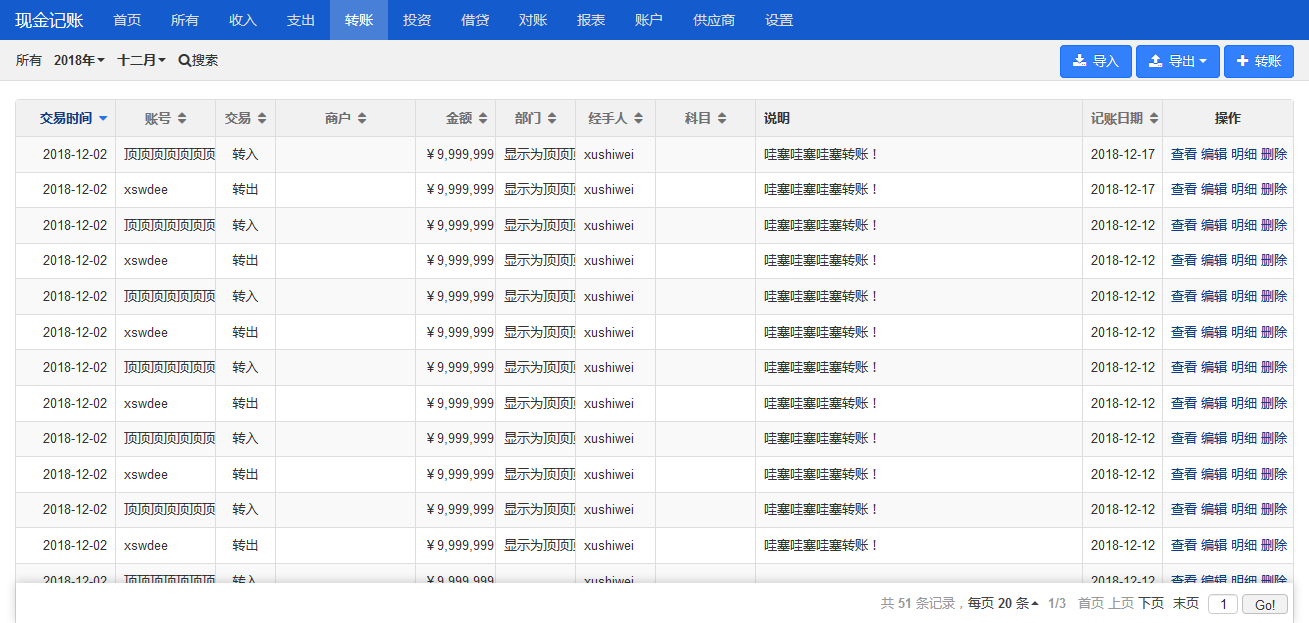 现金记账 首页 所有 收入 支出 转账 投资 借贷 对账 报表 账户 供应商 设置
所有 2018年 十二月 搜索 导入 导出 转账
交易时间 账号 交易 商户 金额 部门 经手人 科目 说明 记账日期 操作
2018-12-02 顶顶顶顶顶顶顶 转入 ¥ 9,999,999 显示为顶顶顶 xushiwei 哇塞哇塞哇塞转账！ 2018-12-17 查看 编辑 明细 删除
2018-12-02 xswdee 转出 ¥ 9,999,999 显示为顶顶顶 xushiwei 哇塞哇塞哇塞转账！ 2018-12-17 查看 编辑 明细 删除
2018-12-02 顶顶顶顶顶顶顶 转入 ¥ 9,999,999 显示为顶顶顶 xushiwei 哇塞哇塞哇塞转账！ 2018-12-12 查看 编辑 明细 删除
2018-12-02 xswdee 转出 ¥ 9,999,999 显示为顶顶顶 xushiwei 哇塞哇塞哇塞转账！ 2018-12-12 查看 编辑 明细 删除
2018-12-02 顶顶顶顶顶顶顶 转入 ¥ 9,999,999 显示为顶顶顶 xushiwei 哇塞哇塞哇塞转账！ 2018-12-12 查看 编辑 明细 删除
2018-12-02 xswdee 转出 ¥ 9,999,999 显示为顶顶顶 xushiwei 哇塞哇塞哇塞转账！ 2018-12-12 查看 编辑 明细 删除
2018-12-02 顶顶顶顶顶顶顶 转入 ¥ 9,999,999 显示为顶顶顶 xushiwei 哇塞哇塞哇塞转账！ 2018-12-12 查看 编辑 明细 删除
2018-12-02 xswdee 转出 ¥ 9,999,999 显示为顶顶顶 xushiwei 哇塞哇塞哇塞转账！ 2018-12-12 查看 编辑 明细 删除
2018-12-02 顶顶顶顶顶顶顶 转入 ¥ 9,999,999 显示为顶顶顶 xushiwei 哇塞哇塞哇塞转账！ 2018-12-12 查看 编辑 明细 删除
2018-12-02 xswdee 转出 ¥ 9,999,999 显示为顶顶顶 xushiwei 哇塞哇塞哇塞转账！ 2018-12-12 查看 编辑 明细 删除
2018-12-02 顶顶顶顶顶顶顶 转入 ¥ 9,999,999 显示为顶顶顶 xushiwei 哇塞哇塞哇塞转账！ 2018-12-12 查看 编辑 明细 删除
2018-12-02 xswdee 转出 ¥ 9,999,999 显示为顶顶顶 xushiwei 哇塞哇塞哇塞转账！ 2018-12-12 查看 编辑 明细 删除
2018-12-02 顶顶顶顶顶顶顶 转入 ¥ 9,999,999 xushiwei 2018-12-12 查看 编辑 明细 删除
共 51 条记录，每页 20 条 1/3 首页 上页 下页 末页 1 Go!